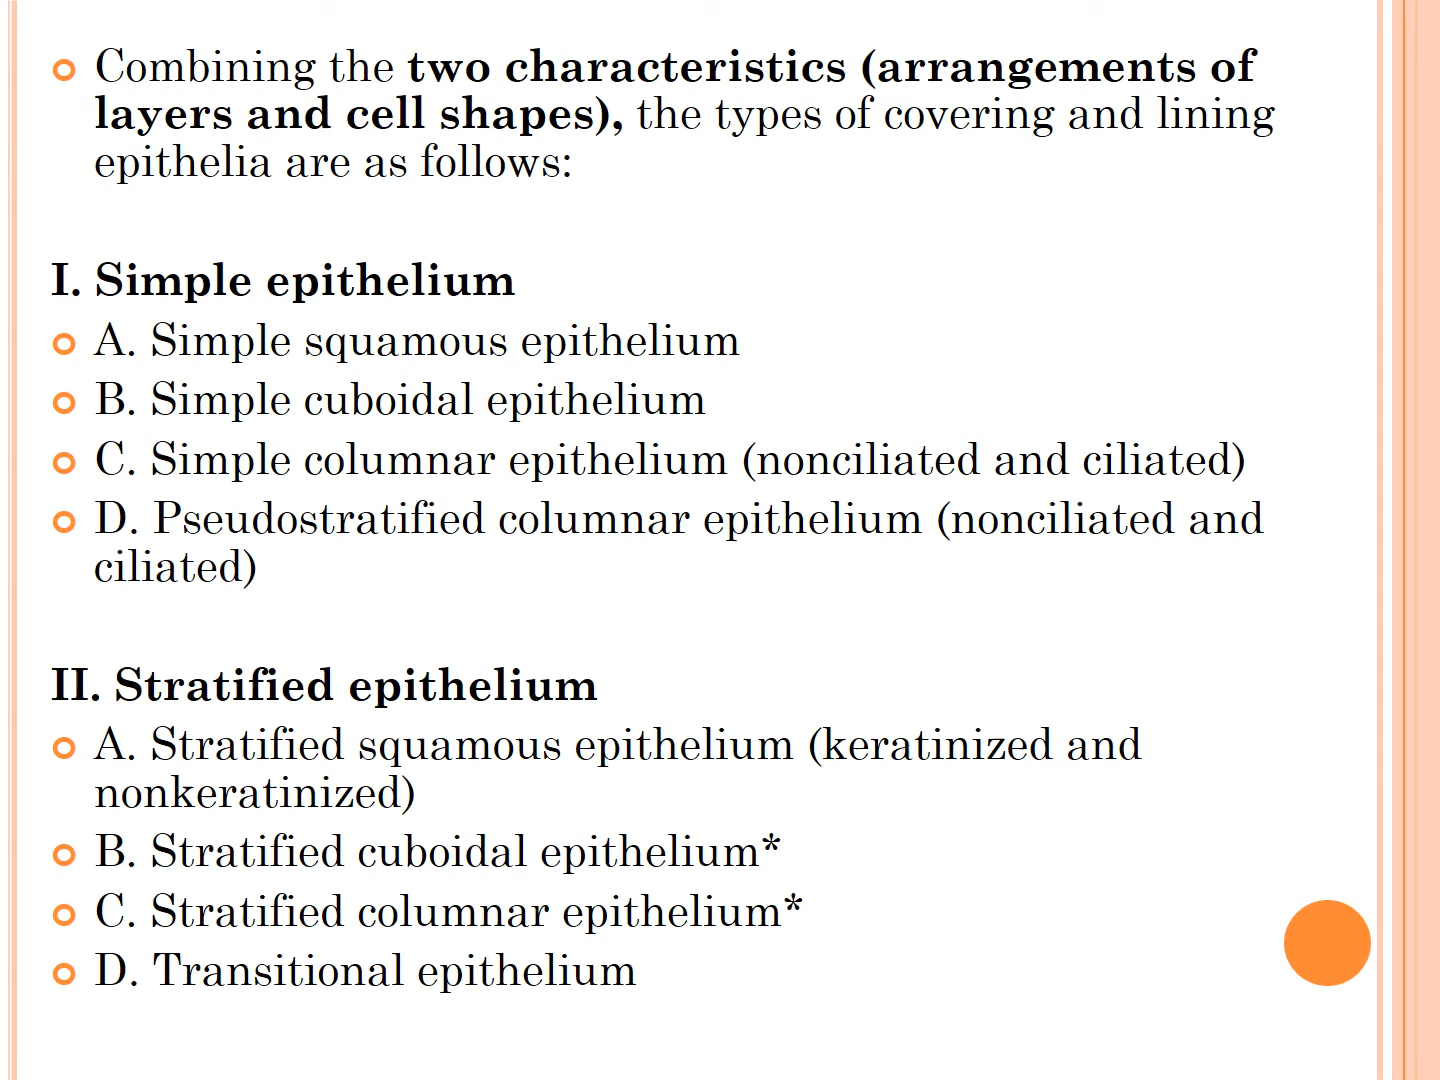 Combining the two characteristics (arrangements of
layers and cell shapes), the types of covering and lining
epithelia are as follows:
I. Simple epithelium
A. Simple squamous epithelium
B. Simple cuboidal epithelium
C. Simple columnar epithelium (nonciliated and ciliated)
D. Pseudostratified columnar epithelium (nonciliated and
ciliated)
II. Stratified epithelium
A. Stratified squamous epithelium (keratinized and
nonkeratinized)
B. Stratified cuboidal epithelium*
C. Stratified columnar epithelium*
D. Transitional epithelium